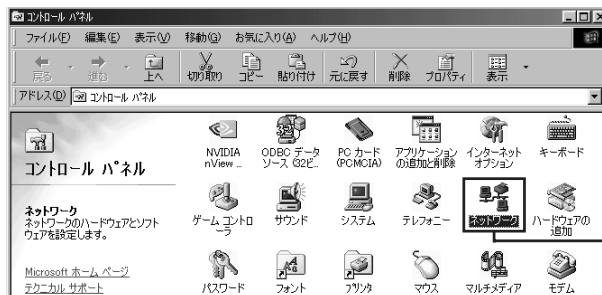 コントロール パネル
ファイル(F) 編集(E) 表示(V) 移動(G) お気に入り(A) ヘルプ(H)
戻る 進む 上へ 切り取り コピー 貼り付け 元に戻す 削除 プロパティ 表示
アドレス(D) コントロール パネル
コントロール パネル
ネットワーク
ネットワークのハードウェアとソフト
ウェアを設定します。
Microsoft ホーム ページ
テクニカル サポート
NVIDIA
nView ...
ODBC データ
ソース (32ビ...
PC カード
(PCMCIA)
アプリケーション
の追加と削除
インターネット
オプション
キーボード
ゲーム コントロ
ーラ
サウンド
システム
テレフォニー
ネットワーク
ハードウェアの
追加
パスワード
フォント
プリンタ
マウス
マルチメディア
モデム